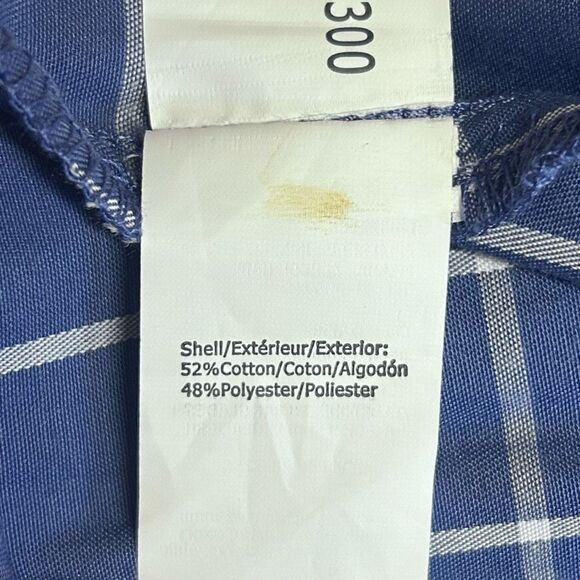 300
Shell/Extérieur/Exterior:
52%Cotton/Coton/Algodón
48%Polyester/Poliester